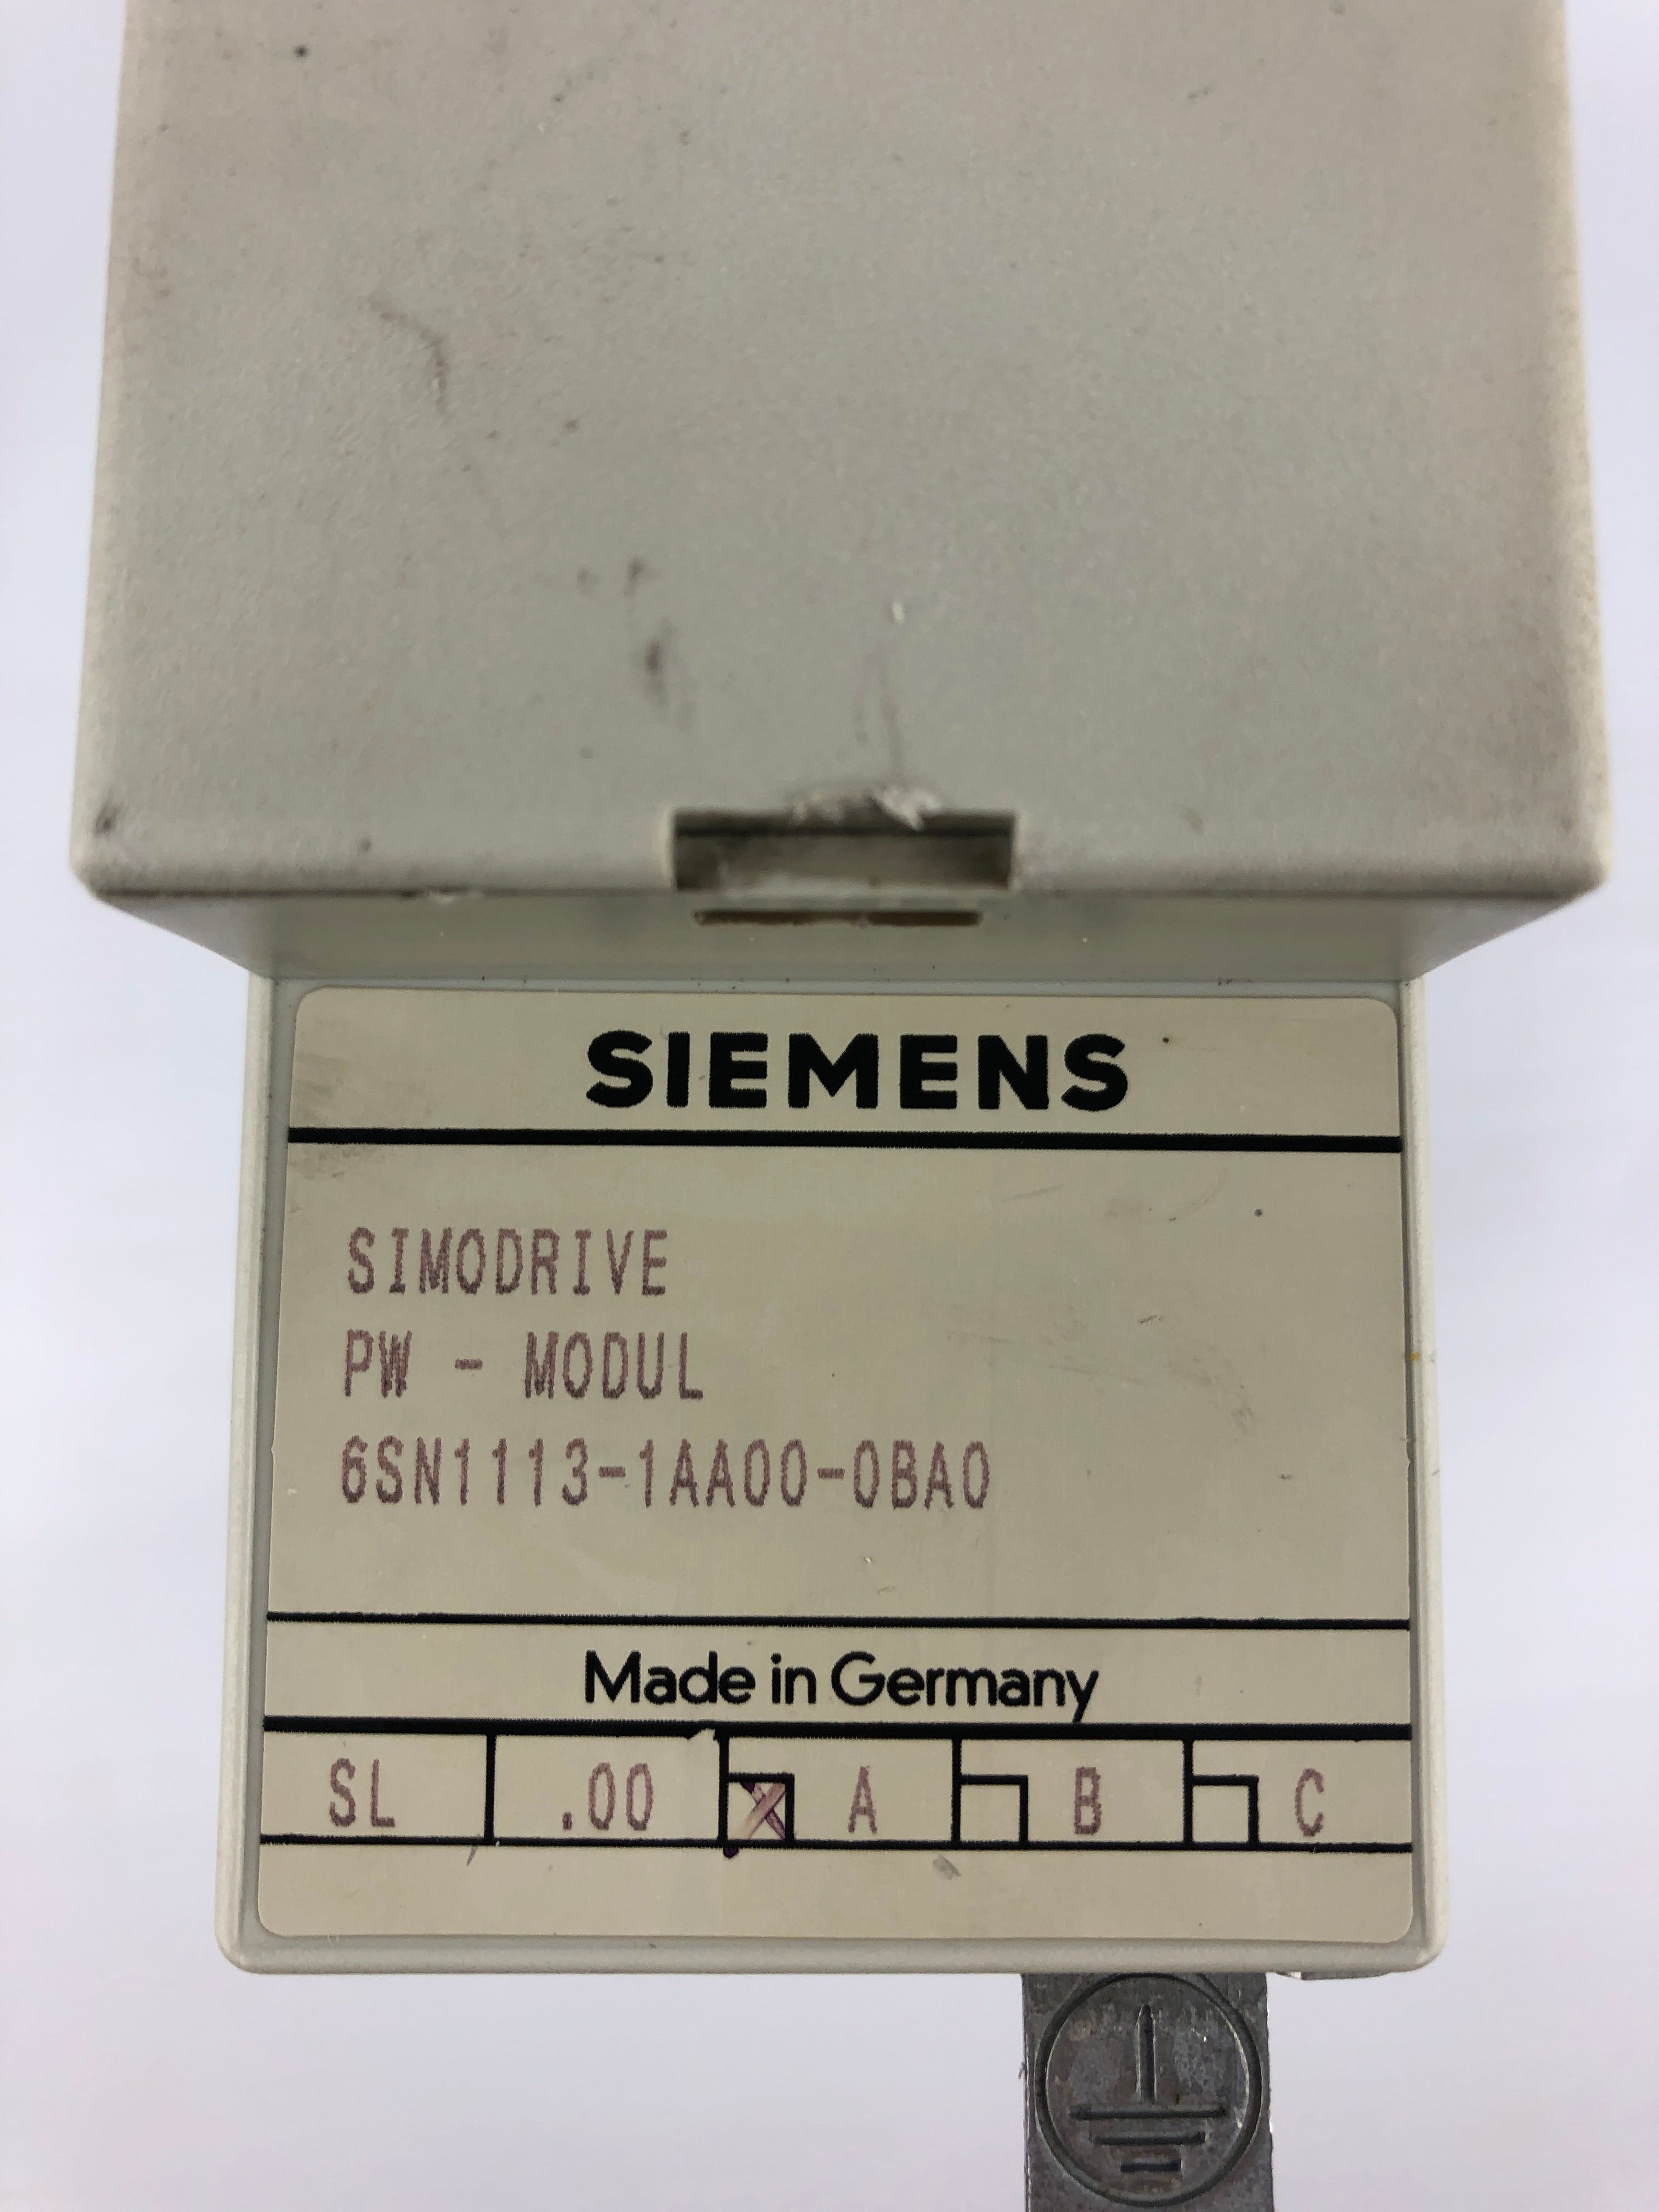 SIEMENS
SIMODRIVE
PW - MODUL
6SN1113-1AA00-0BA0
Made in Germany
SL .00 X A B C